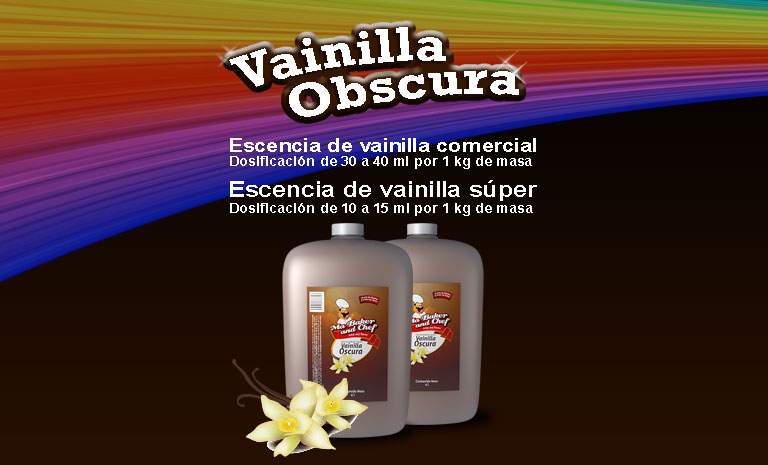 Vainilla
Obscura
Escencia de vainilla comercial
Dosificación de 30 a 40 ml por 1 kg de masa
Escencia de vainilla súper
Dosificación de 10 a 15 ml por 1 kg de masa
Ma Baker
and Chef
Vainilla
Oscura
Ma Baker
and Chef
Vainilla
Oscura